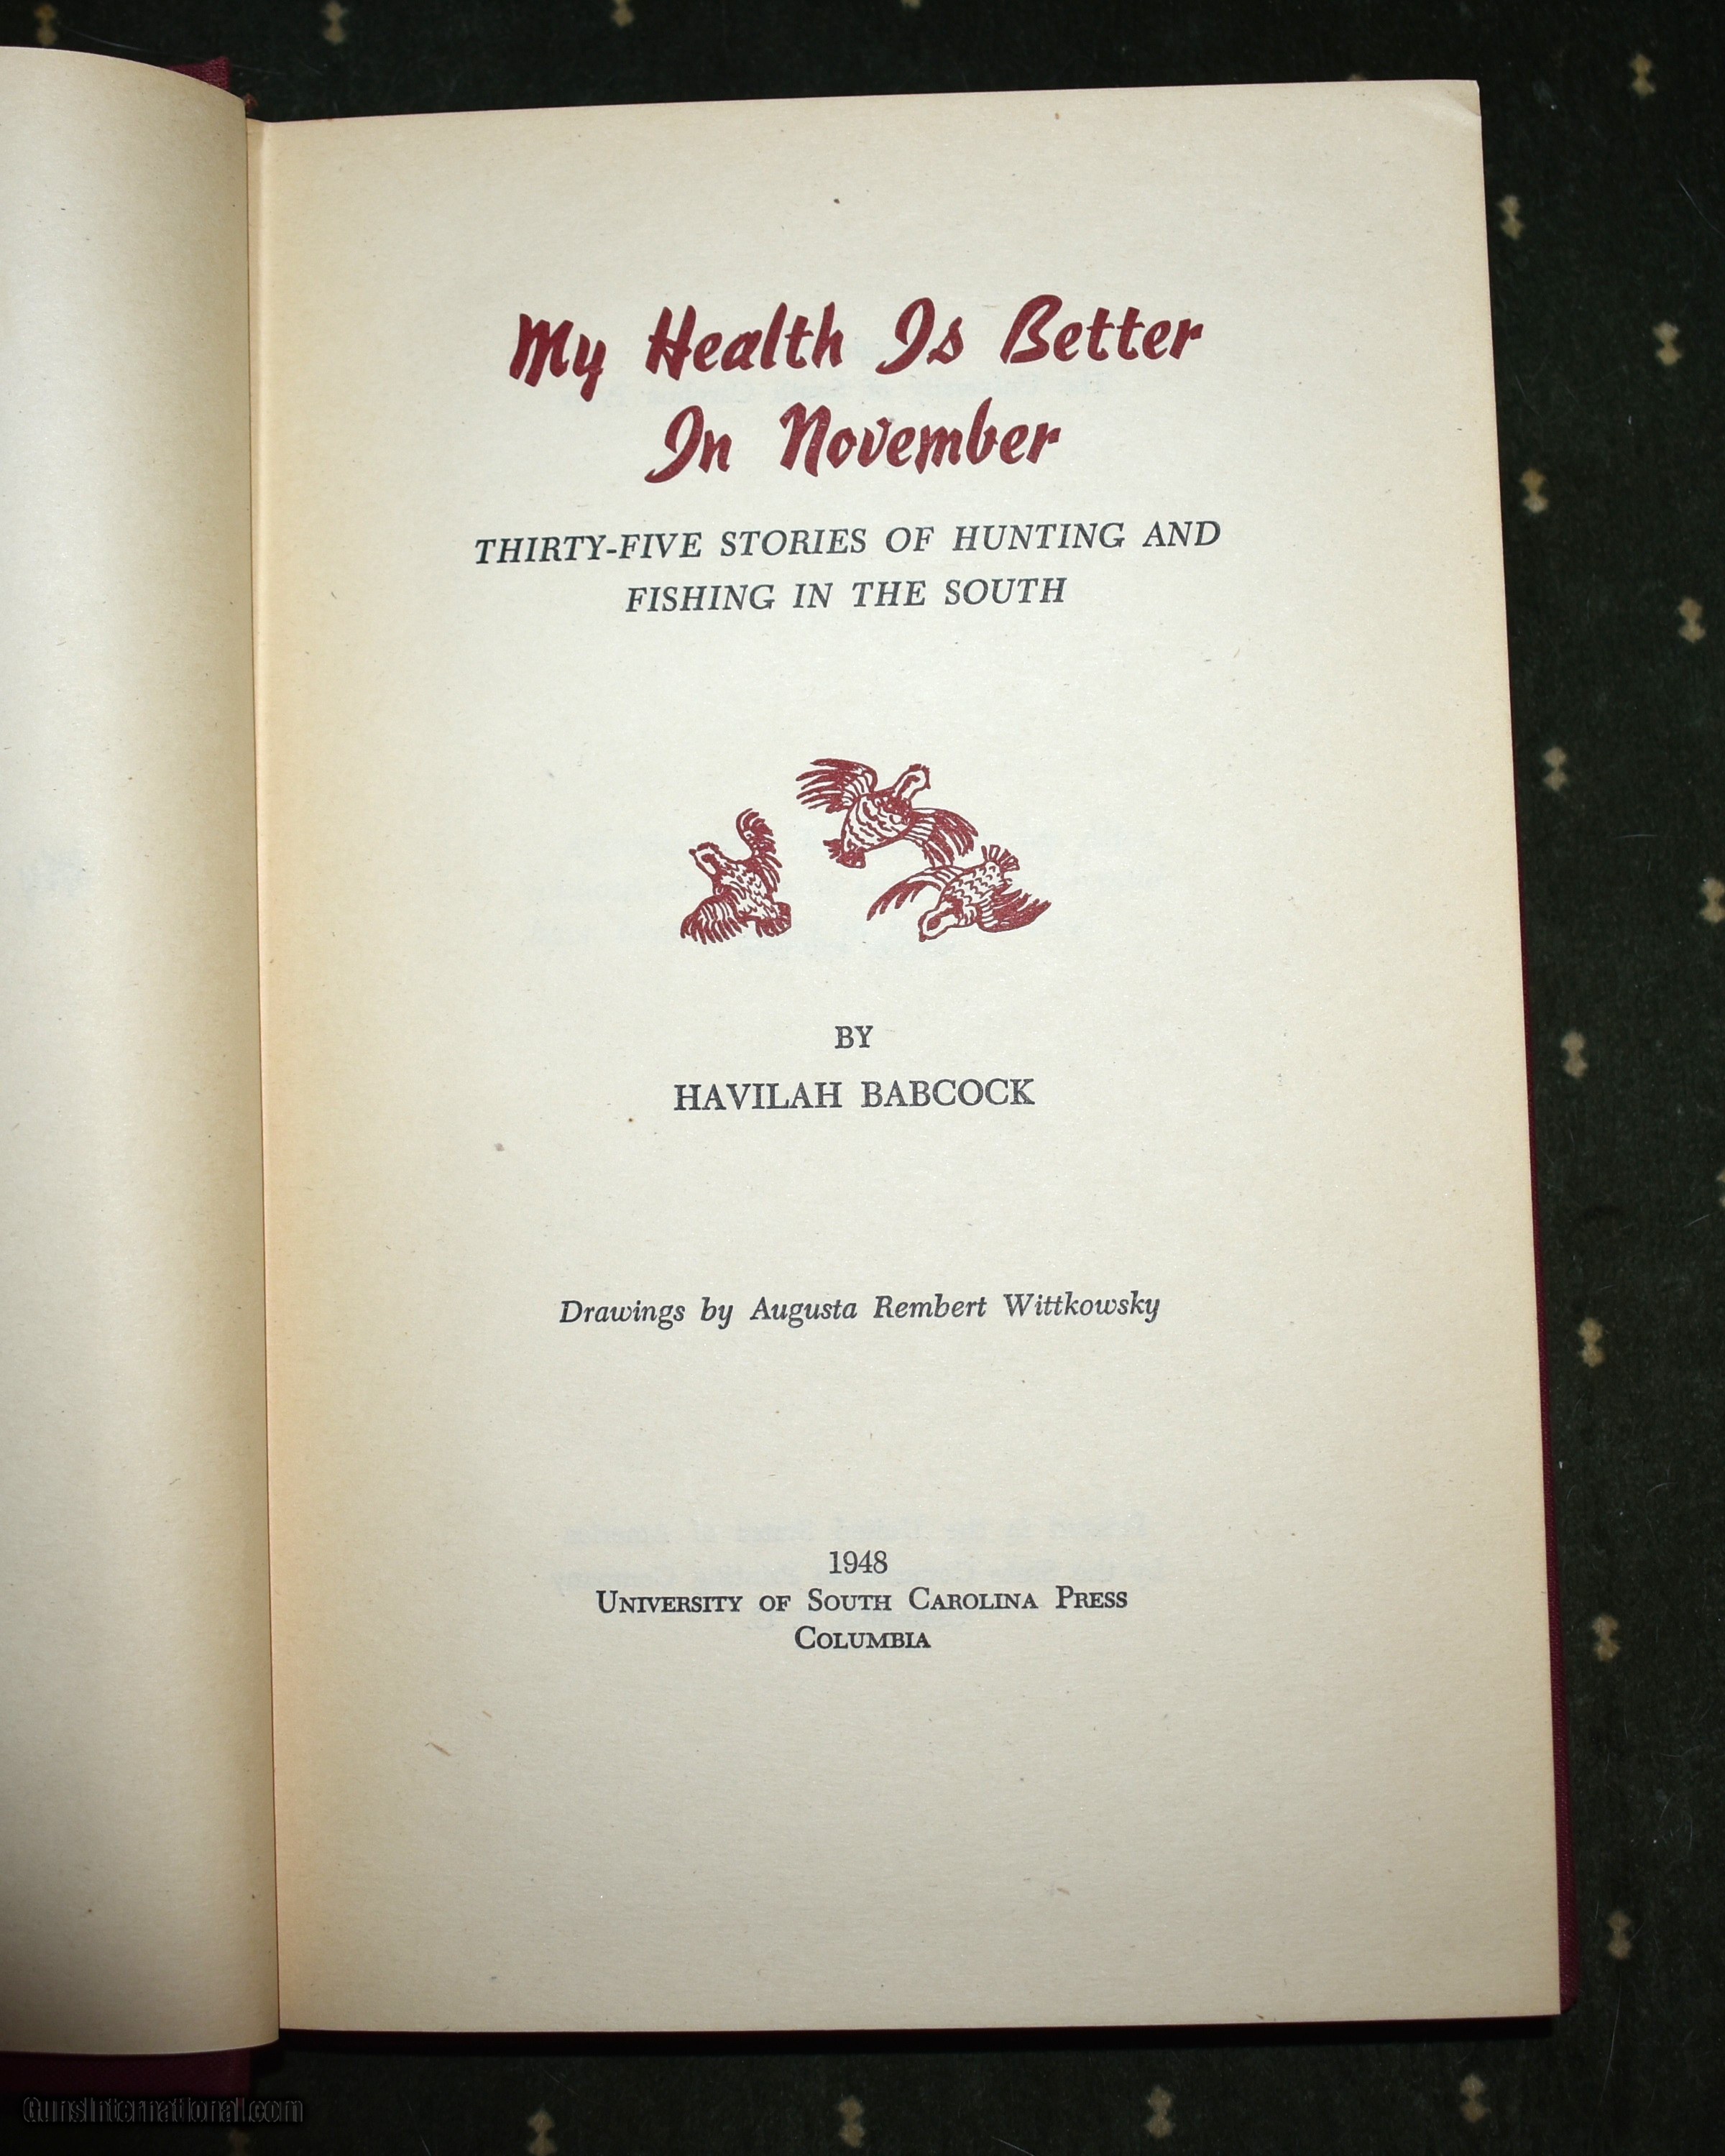 My Health Is Better
In November
THIRTY-FIVE STORIES OF HUNTING AND
FISHING IN THE SOUTH
BY
HAVILAH BABCOCK
Drawings by Augusta Rembert Wittkowsky
1948
UNIVERSITY OF SOUTH CAROLINA PRESS
COLUMBIA
GunsInternational.com